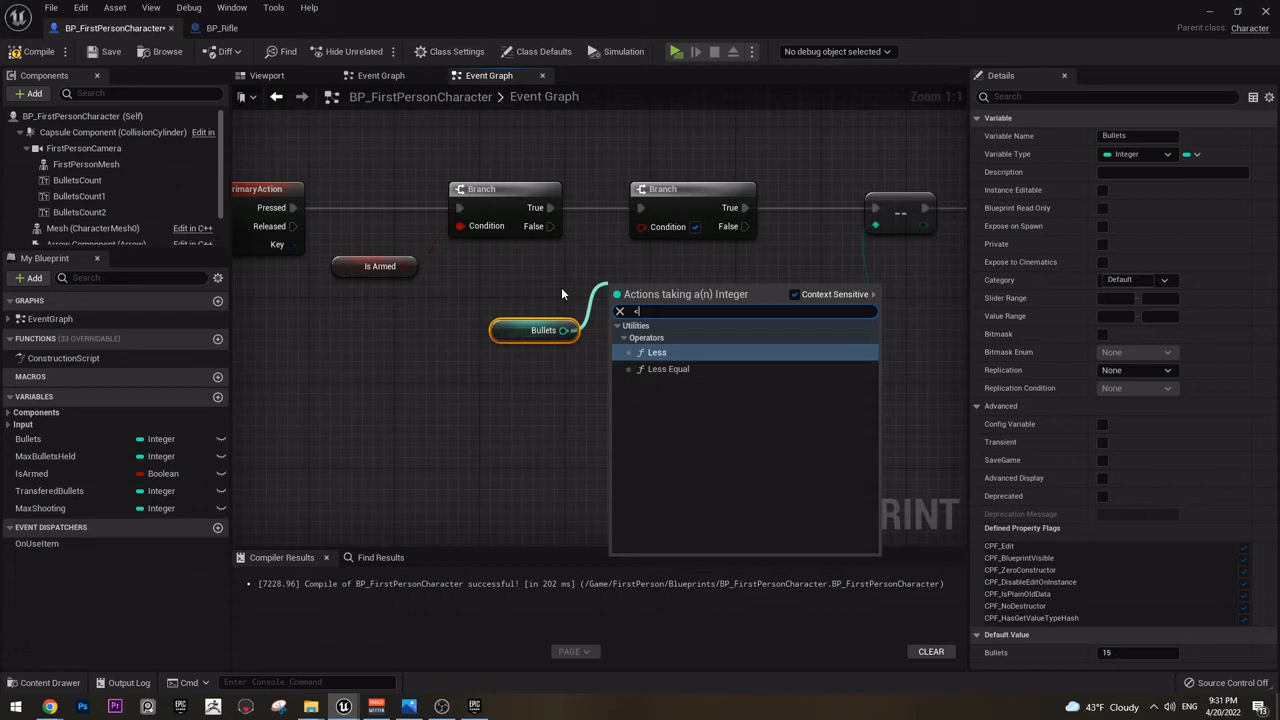 File Edit Asset View Debug Window Tools Help
BP_FirstPersonCharacter* BP_Rifle
Parent class: Character
Compile Save Browse Diff Find Hide Unrelated Class Settings Class Defaults Simulation No debug object selected
Components Viewport Event Graph Event Graph Details
Add Search
BP_FirstPersonCharacter > Event Graph Zoom 1:1
Search
BP_FirstPersonCharacter (Self)
Capsule Component (CollisionCylinder) Edit in
FirstPersonCamera
FirstPersonMesh
BulletsCount
BulletsCount1
BulletsCount2
Mesh (CharacterMesh0) Edit in C++
Arrow Component (Arrow) Edit in C++
My Blueprint
Add Search
GRAPHS
EventGraph
FUNCTIONS (33 OVERRIDABLE)
ConstructionScript
MACROS
VARIABLES
Components
Input
Bullets Integer
MaxBulletsHeld Integer
IsArmed Boolean
TransferedBullets Integer
MaxShooting Integer
EVENT DISPATCHERS
OnUseItem
rimaryAction
Pressed
Released
Key
Branch
True
Condition False
Branch
True
Condition False
--
Is Armed
Bullets
Actions taking a(n) Integer Context Sensitive
<
Utilities
Operators
Less
Less Equal
RINT
Compiler Results Find Results
[7228.96] Compile of BP_FirstPersonCharacter successful! [in 202 ms] (/Game/FirstPerson/Blueprints/BP_FirstPersonCharacter.BP_FirstPersonCharacter)
PAGE CLEAR
Variable
Variable Name Bullets
Variable Type Integer
Description
Instance Editable
Blueprint Read Only
Expose on Spawn
Private
Expose to Cinematics
Category Default
Slider Range
Value Range
Bitmask
Bitmask Enum None
Replication None
Replication Condition None
Advanced
Config Variable
Transient
SaveGame
Advanced Display
Deprecated
Deprecation Message
Defined Property Flags
CPF_Edit
CPF_BlueprintVisible
CPF_ZeroConstructor
CPF_DisableEditOnInstance
CPF_IsPlainOldData
CPF_NoDestructor
CPF_HasGetValueTypeHash
Default Value
Bullets 15
Content Drawer Output Log Cmd Enter Console Command Source Control Off
43°F Cloudy 9:31 PM
4/20/2022